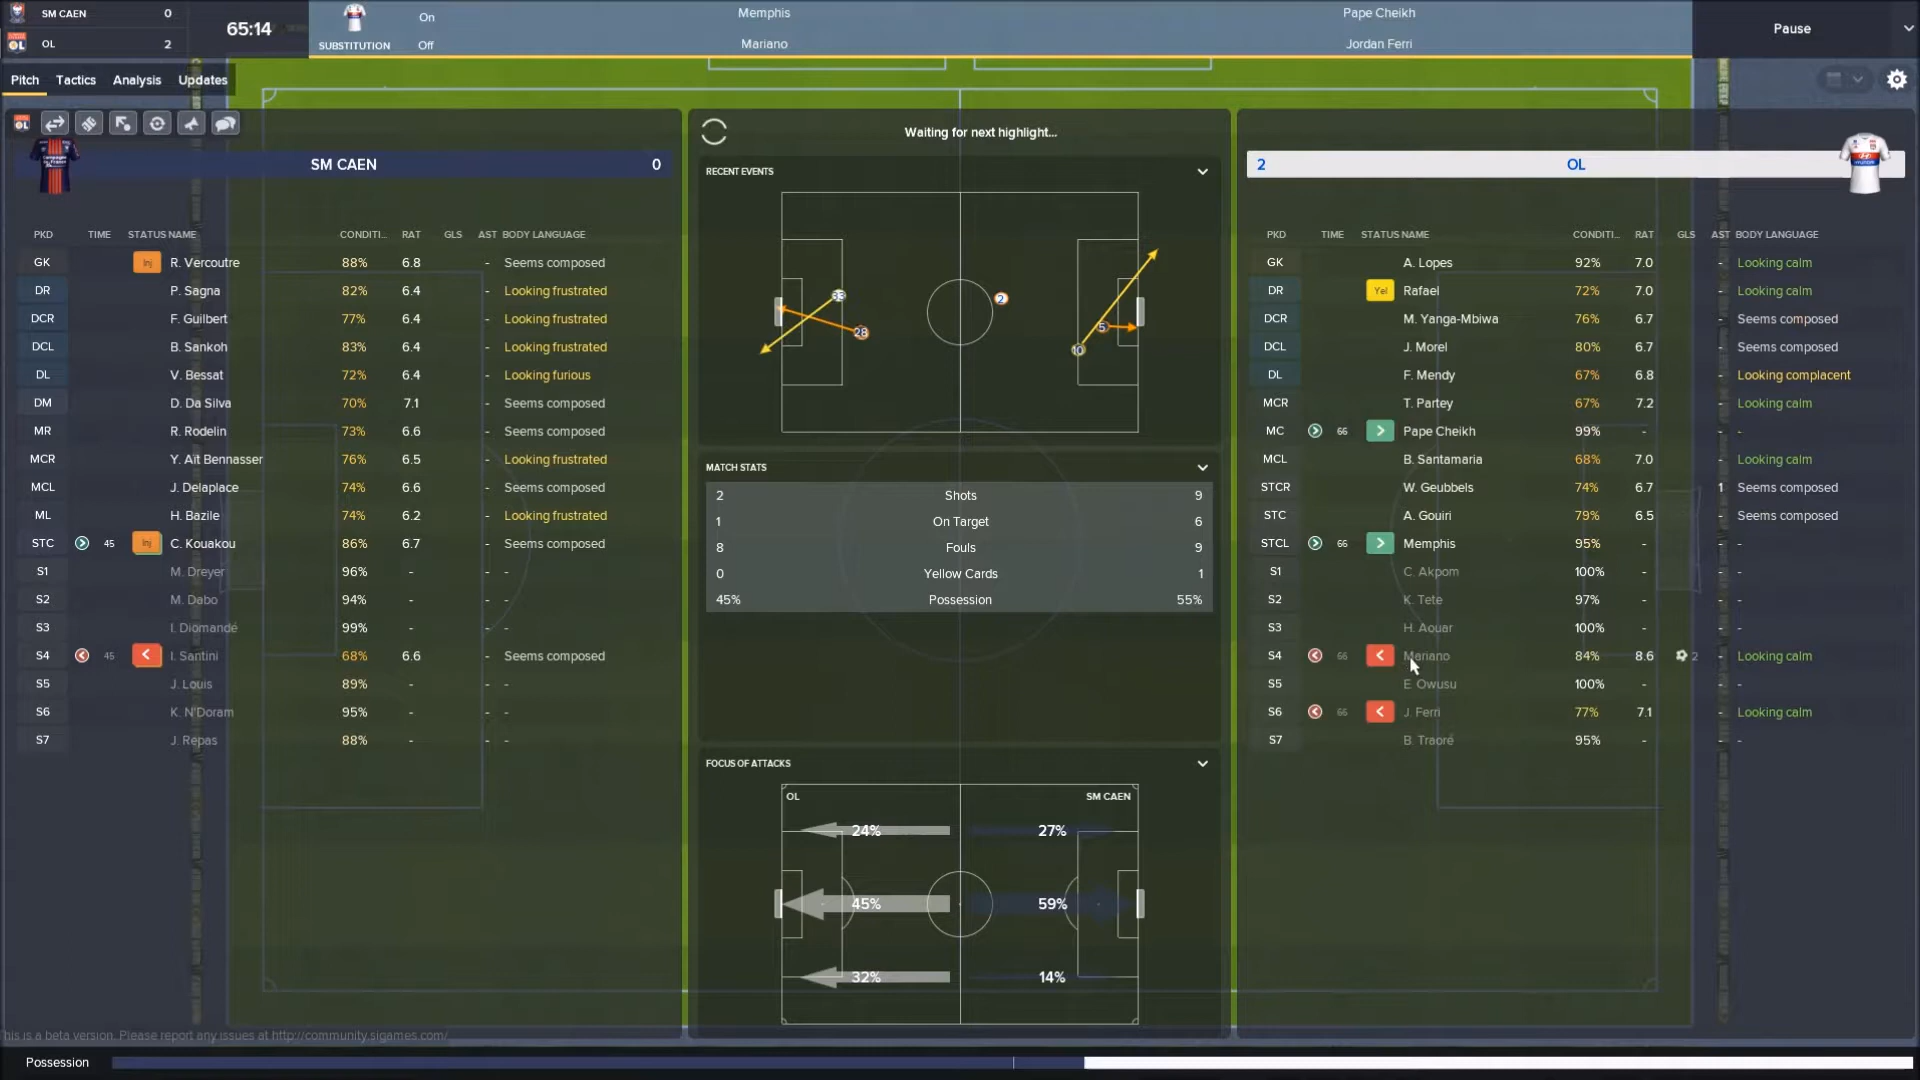 SM CAEN 0
OL 2
65:14
SUBSTITUTION
On Memphis Pape Cheikh
Off Mariano Jordan Ferri
Pause
Pitch Tactics Analysis Updates
SM CAEN 0
PKD TIME STATUS NAME CONDITI... RAT GLS AST BODY LANGUAGE
GK Inj R. Vercoutre 88% 6.8 - Seems composed
DR P. Sagna 82% 6.4 - Looking frustrated
DCR F. Guilbert 77% 6.4 - Looking frustrated
DCL B. Sankoh 83% 6.4 - Looking frustrated
DL V. Bessat 72% 6.4 - Looking furious
DM D. Da Silva 70% 7.1 - Seems composed
MR R. Rodelin 73% 6.6 - Seems composed
MCR Y. Aït Bennasser 76% 6.5 - Looking frustrated
MCL J. Delaplace 74% 6.6 - Seems composed
ML H. Bazile 74% 6.2 - Looking frustrated
STC 45 Inj C. Kouakou 86% 6.7 - Seems composed
S1 M. Dreyer 96% - - -
S2 M. Dabo 94% - - -
S3 I. Diomandé 99% - - -
S4 45 I. Santini 68% 6.6 - Seems composed
S5 J. Louis 89% - - -
S6 K. N'Doram 95% - - -
S7 J. Repas 88% - - -
Waiting for next highlight...
RECENT EVENTS
33
28
2
5
10
MATCH STATS
2 Shots 9
1 On Target 6
8 Fouls 9
0 Yellow Cards 1
45% Possession 55%
FOCUS OF ATTACKS
OL SM CAEN
24% 27%
45% 59%
32% 14%
2 OL
PKD TIME STATUS NAME CONDITI... RAT GLS AST BODY LANGUAGE
GK A. Lopes 92% 7.0 - Looking calm
DR Yel Rafael 72% 7.0 - Looking calm
DCR M. Yanga-Mbiwa 76% 6.7 - Seems composed
DCL J. Morel 80% 6.7 - Seems composed
DL F. Mendy 67% 6.8 - Looking complacent
MCR T. Partey 67% 7.2 - Looking calm
MC 66 Pape Cheikh 99% - - -
MCL B. Santamaria 68% 7.0 - Looking calm
STCR W. Geubbels 74% 6.7 1 Seems composed
STC A. Gouiri 79% 6.5 - Seems composed
STCL 66 Memphis 95% - - -
S1 C. Akpom 100% - - -
S2 K. Tete 97% - - -
S3 H. Aouar 100% - - -
S4 66 Mariano 84% 8.6 2 - Looking calm
S5 E. Owusu 100% - - -
S6 66 J. Ferri 77% 7.1 - Looking calm
S7 B. Traoré 95% - - -
This is a beta version. Please report any issues at http://community.sigames.com/
Possession